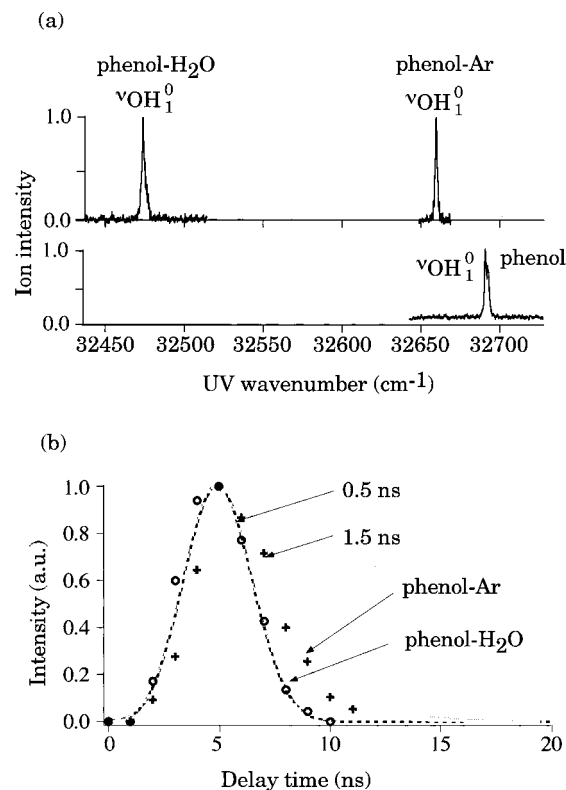 (a)
phenol-H₂O
phenol-Ar
νOH⁰₁
νOH⁰₁
1.0
0.0
Ion intensity
νOH⁰₁ phenol
1.0
0.0
32450 32500 32550 32600 32650 32700
UV wavenumber (cm⁻¹)
(b)
1.0
0.8
0.6
0.4
0.2
0.0
Intensity (a.u.)
0.5 ns
1.5 ns
phenol-Ar
phenol-H₂O
0 5 10 15 20
Delay time (ns)